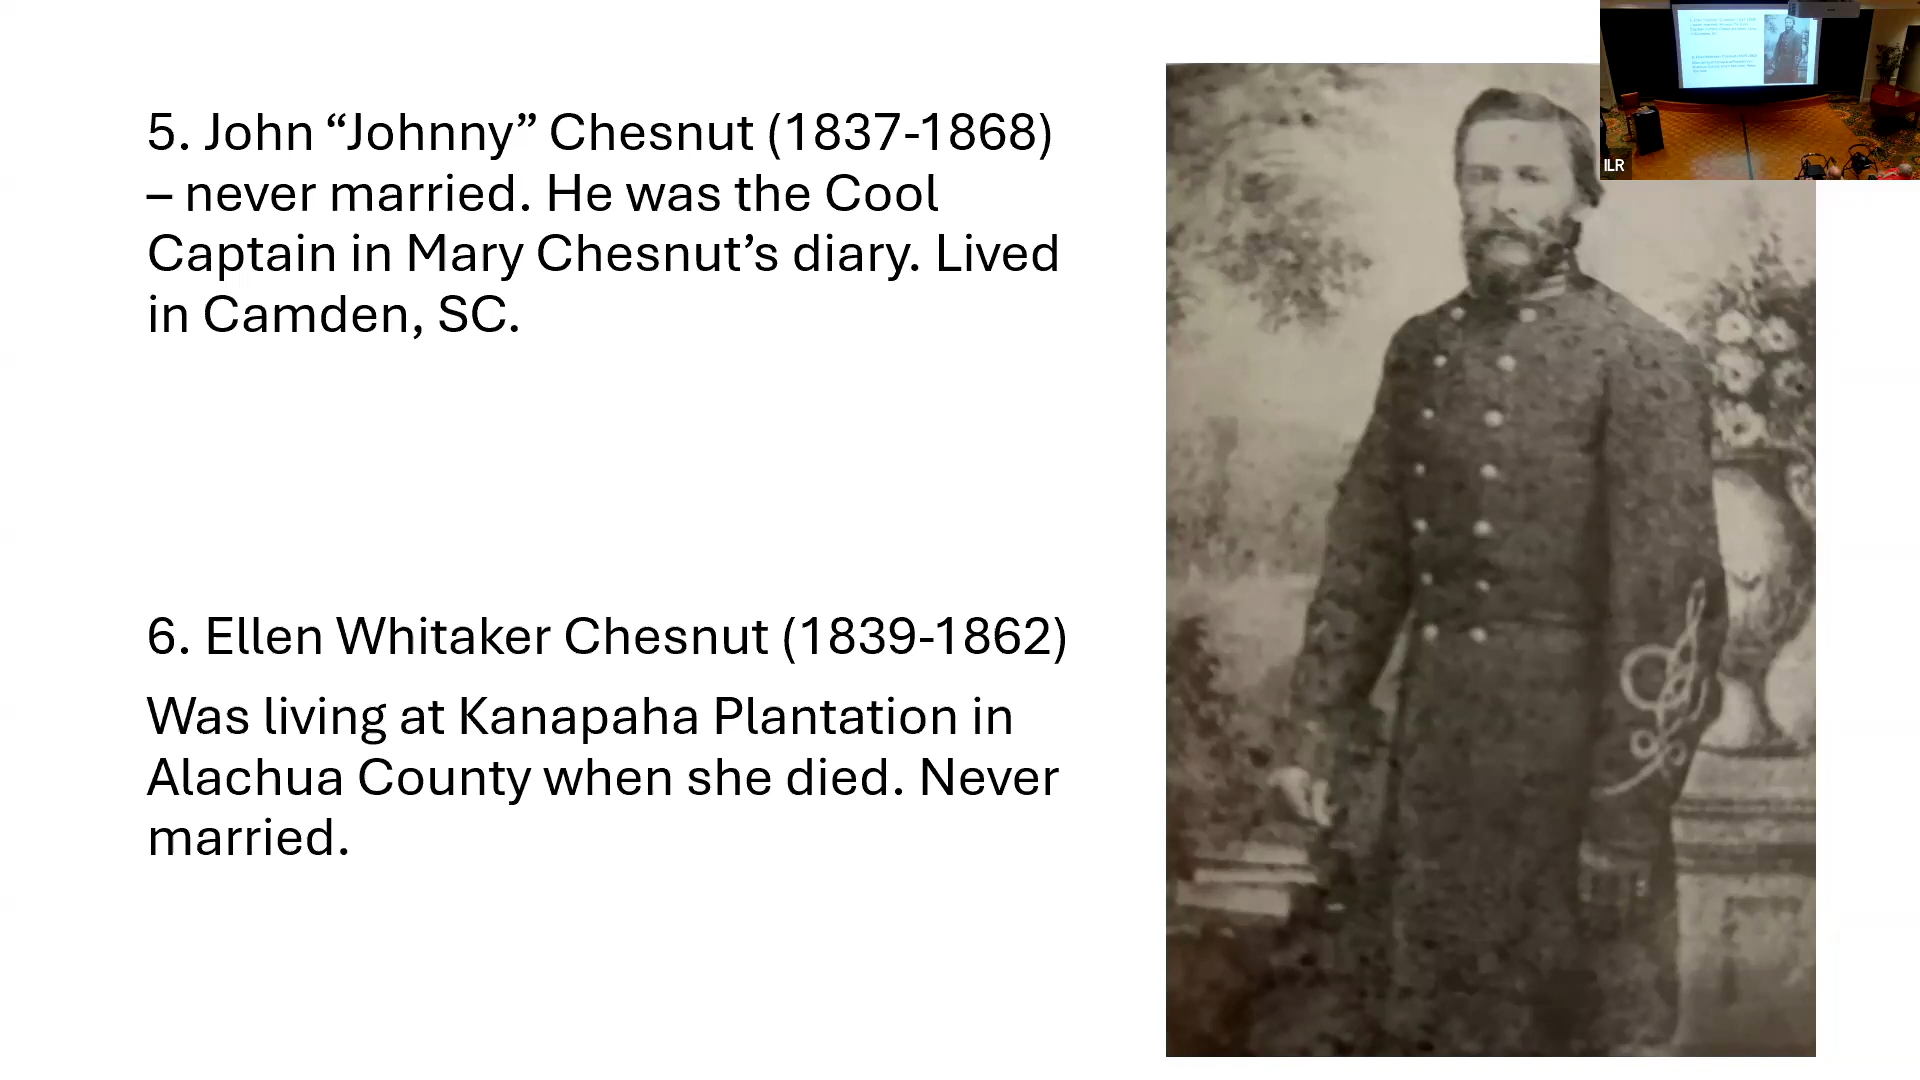 5. John “Johnny” Chesnut (1837-1868)
– never married. He was the Cool
Captain in Mary Chesnut’s diary. Lived
in Camden, SC.
6. Ellen Whitaker Chesnut (1839-1862)
Was living at Kanapaha Plantation in
Alachua County when she died. Never
married.
ILR